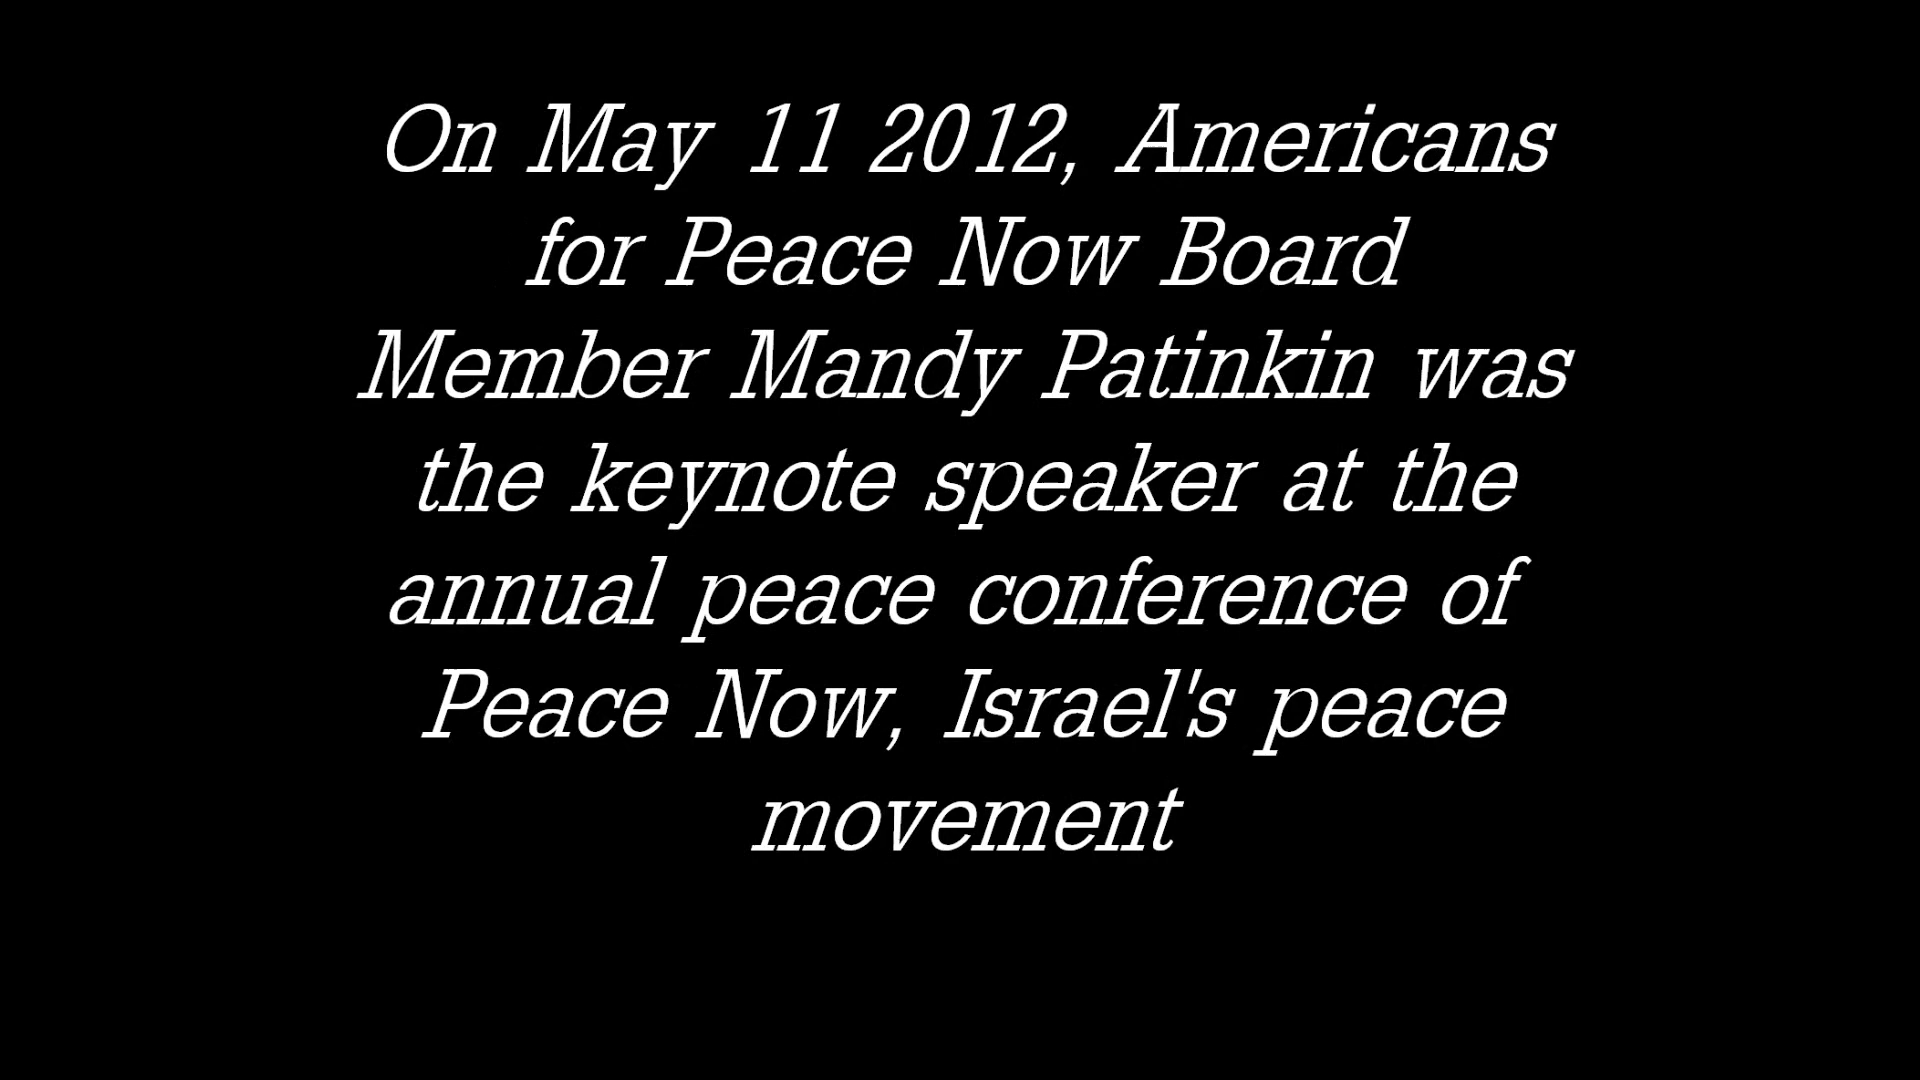 On May 11 2012, Americans
for Peace Now Board
Member Mandy Patinkin was
the keynote speaker at the
annual peace conference of
Peace Now, Israel's peace
movement